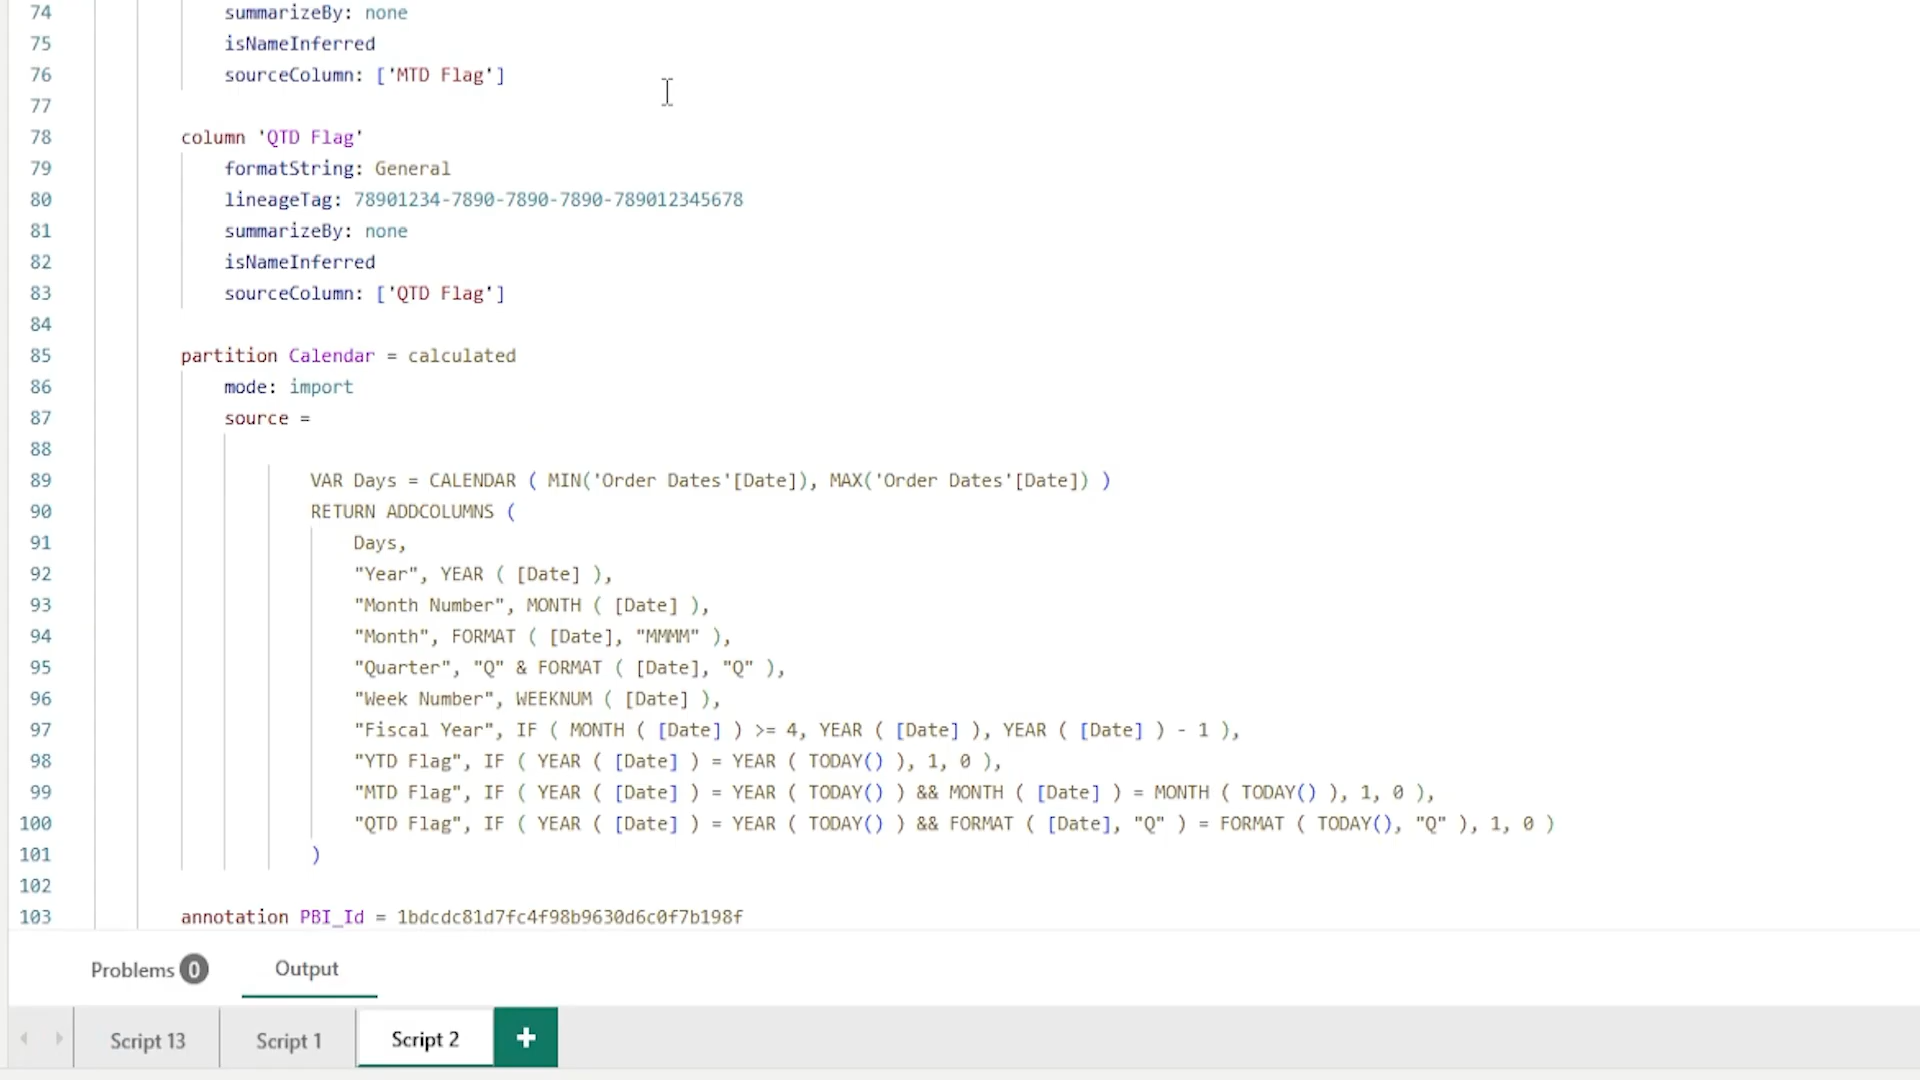 74 summarizeBy: none
75 isNameInferred
76 sourceColumn: ['MTD Flag']
77
78 column 'QTD Flag'
79 formatString: General
80 lineageTag: 78901234-7890-7890-7890-789012345678
81 summarizeBy: none
82 isNameInferred
83 sourceColumn: ['QTD Flag']
84
85 partition Calendar = calculated
86 mode: import
87 source =
88
89 VAR Days = CALENDAR ( MIN('Order Dates'[Date]), MAX('Order Dates'[Date]) )
90 RETURN ADDCOLUMNS (
91 Days,
92 "Year", YEAR ( [Date] ),
93 "Month Number", MONTH ( [Date] ),
94 "Month", FORMAT ( [Date], "MMMM" ),
95 "Quarter", "Q" & FORMAT ( [Date], "Q" ),
96 "Week Number", WEEKNUM ( [Date] ),
97 "Fiscal Year", IF ( MONTH ( [Date] ) >= 4, YEAR ( [Date] ), YEAR ( [Date] ) - 1 ),
98 "YTD Flag", IF ( YEAR ( [Date] ) = YEAR ( TODAY() ), 1, 0 ),
99 "MTD Flag", IF ( YEAR ( [Date] ) = YEAR ( TODAY() ) && MONTH ( [Date] ) = MONTH ( TODAY() ), 1, 0 ),
100 "QTD Flag", IF ( YEAR ( [Date] ) = YEAR ( TODAY() ) && FORMAT ( [Date], "Q" ) = FORMAT ( TODAY(), "Q" ), 1, 0 )
101 )
102
103 annotation PBI_Id = 1bdcdc81d7fc4f98b9630d6c0f7b198f
Problems 0 Output
Script 13 Script 1 Script 2 +